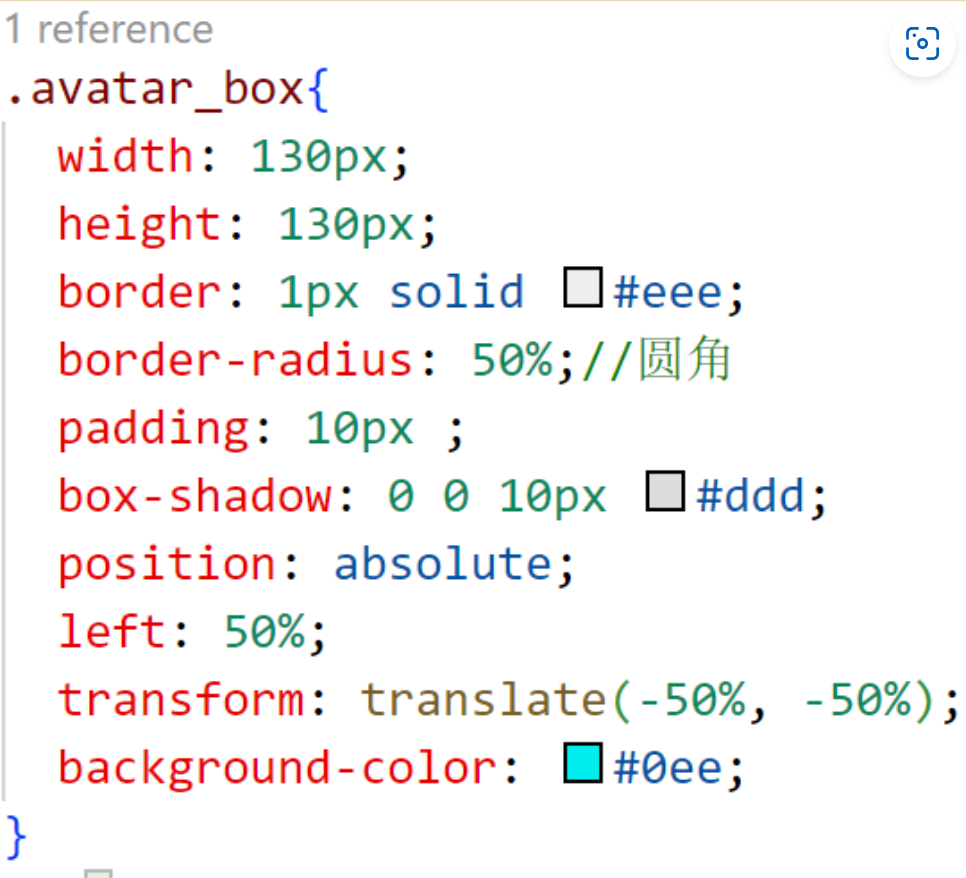 1 reference
.avatar_box{
width: 130px;
height: 130px;
border: 1px solid #eee;
border-radius: 50%;//圆角
padding: 10px ;
box-shadow: 0 0 10px #ddd;
position: absolute;
left: 50%;
transform: translate(-50%, -50%);
background-color: #0ee;
}